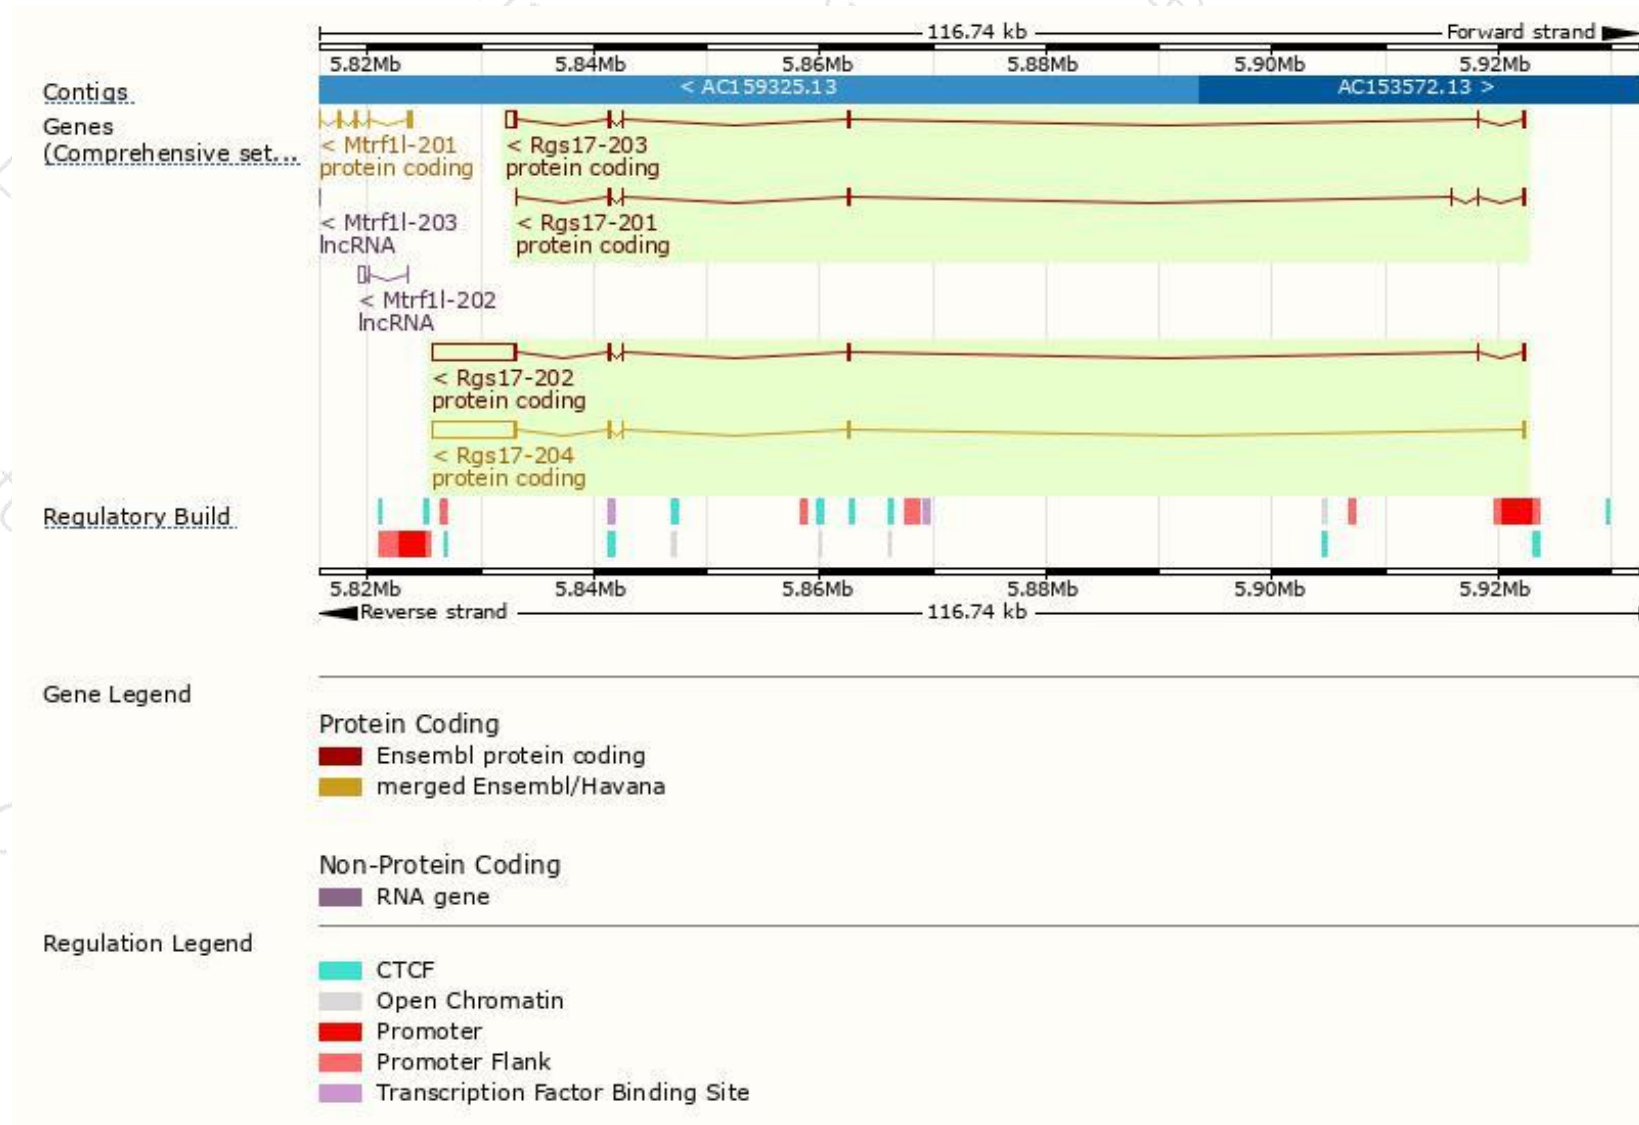 116.74 kb
Forward strand
5.82Mb 5.84Mb 5.86Mb 5.88Mb 5.90Mb 5.92Mb
Contigs
< AC159325.13
AC153572.13 >
Genes
(Comprehensive set...
< Mtrf1l-201
protein coding
< Rgs17-203
protein coding
< Mtrf1l-203
lncRNA
< Rgs17-201
protein coding
< Mtrf1l-202
lncRNA
< Rgs17-202
protein coding
< Rgs17-204
protein coding
Regulatory Build
5.82Mb 5.84Mb 5.86Mb 5.88Mb 5.90Mb 5.92Mb
Reverse strand
116.74 kb
Gene Legend
Protein Coding
Ensembl protein coding
merged Ensembl/Havana
Non-Protein Coding
RNA gene
Regulation Legend
CTCF
Open Chromatin
Promoter
Promoter Flank
Transcription Factor Binding Site